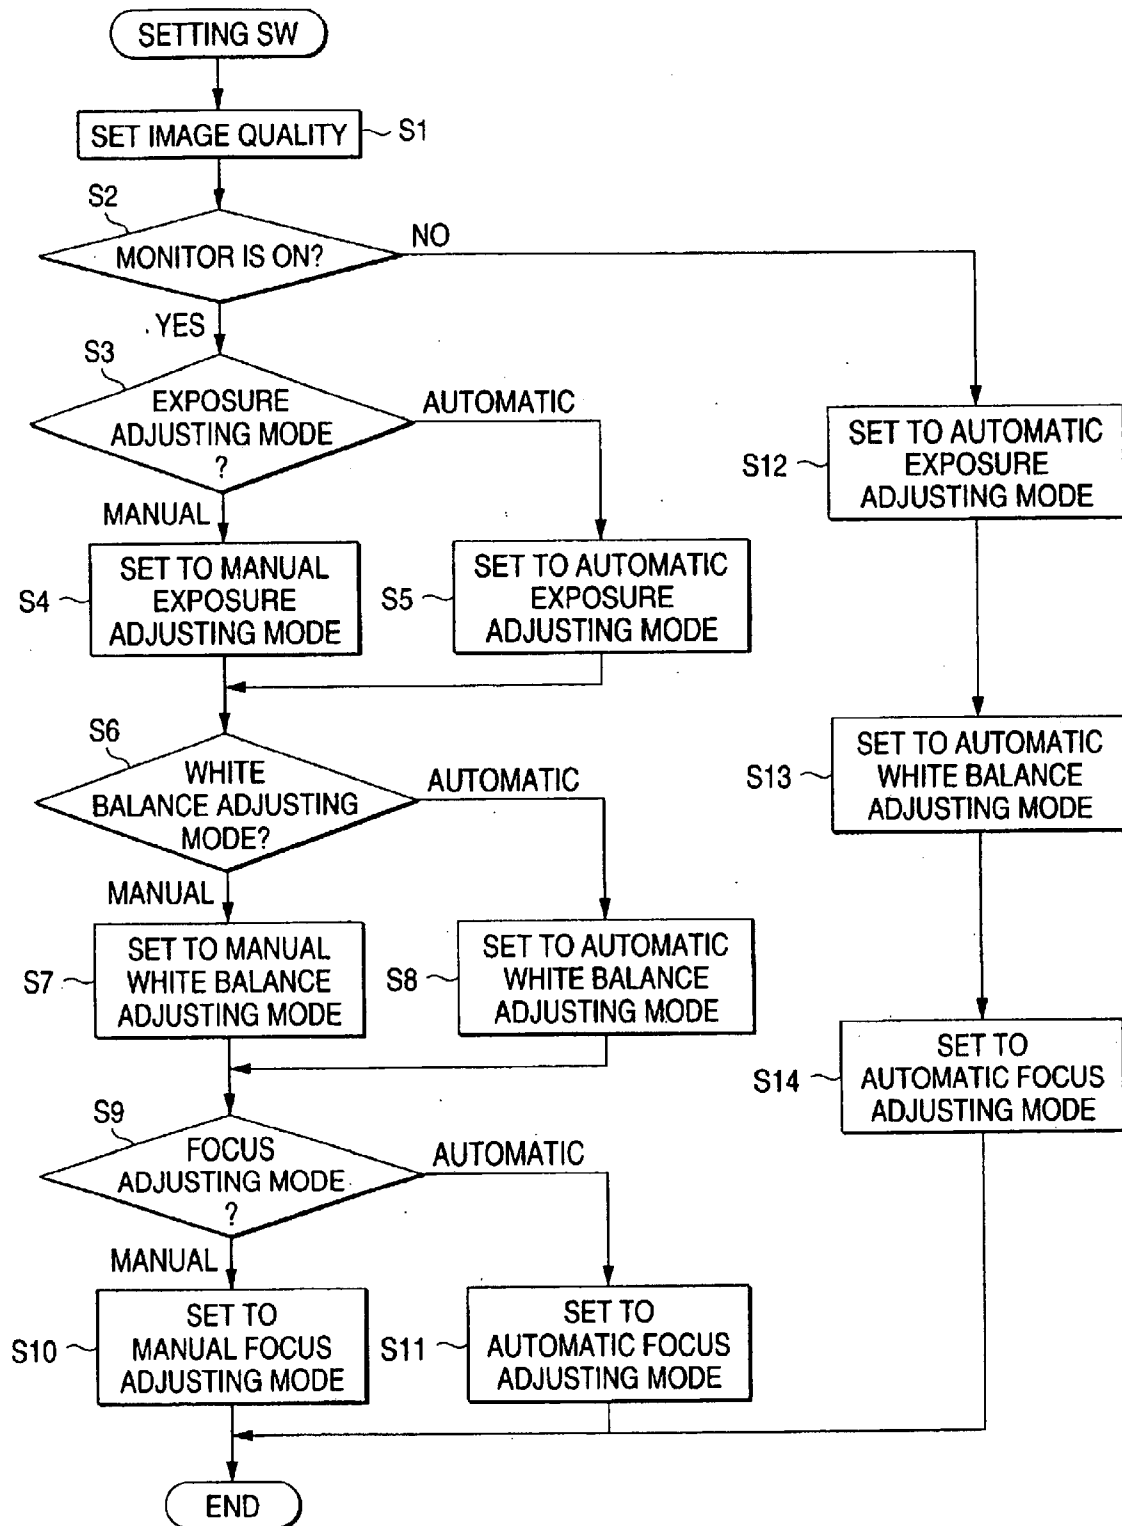 SETTING SW
SET IMAGE QUALITY
S1
S2
MONITOR IS ON?
NO
YES
S3
EXPOSURE
ADJUSTING MODE
?
AUTOMATIC
MANUAL
S4
SET TO MANUAL
EXPOSURE
ADJUSTING MODE
S5
SET TO AUTOMATIC
EXPOSURE
ADJUSTING MODE
S12
SET TO AUTOMATIC
EXPOSURE
ADJUSTING MODE
S6
WHITE
BALANCE ADJUSTING
MODE?
AUTOMATIC
MANUAL
S13
SET TO AUTOMATIC
WHITE BALANCE
ADJUSTING MODE
S7
SET TO MANUAL
WHITE BALANCE
ADJUSTING MODE
S8
SET TO AUTOMATIC
WHITE BALANCE
ADJUSTING MODE
S14
SET TO
AUTOMATIC FOCUS
ADJUSTING MODE
S9
FOCUS
ADJUSTING MODE
?
AUTOMATIC
MANUAL
S10
SET TO
MANUAL FOCUS
ADJUSTING MODE
S11
SET TO
AUTOMATIC FOCUS
ADJUSTING MODE
END